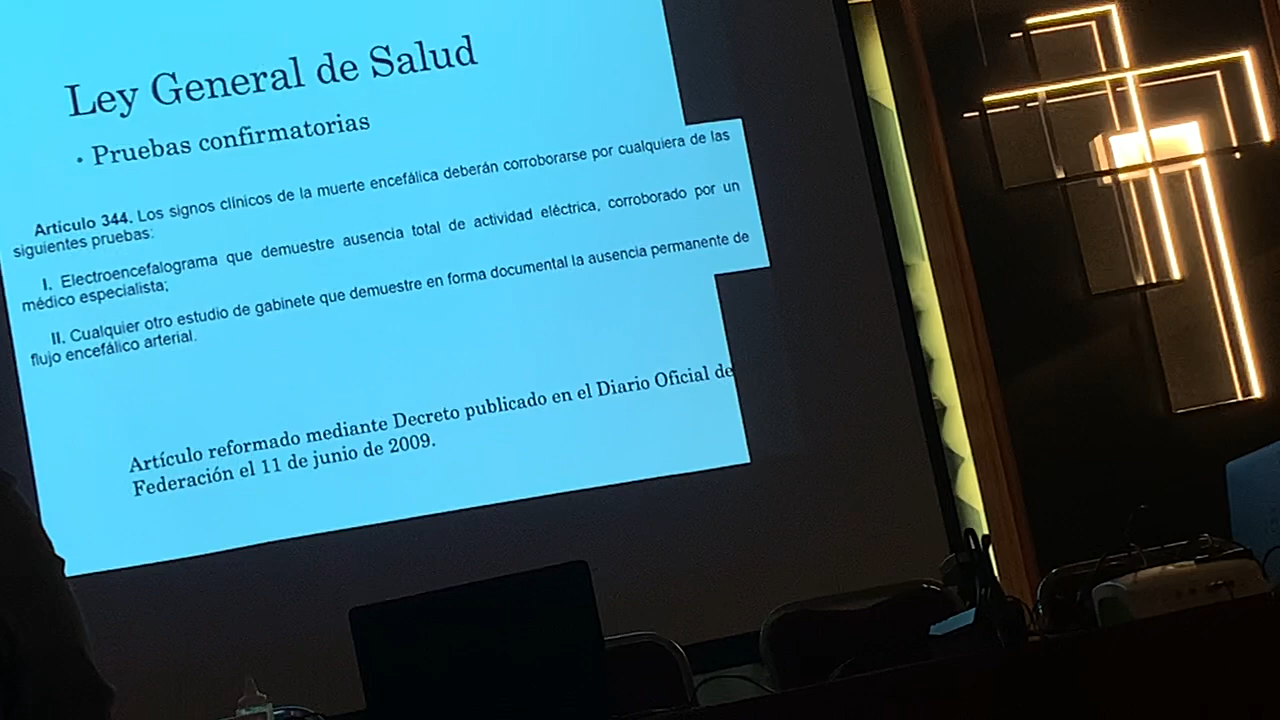 Ley General de Salud
• Pruebas confirmatorias
Artículo 344. Los signos clínicos de la muerte encefálica deberán corroborarse por cualquiera de las
siguientes pruebas:
I. Electroencefalograma que demuestre ausencia total de actividad eléctrica, corroborado por un
médico especialista;
II. Cualquier otro estudio de gabinete que demuestre en forma documental la ausencia permanente de
flujo encefálico arterial.
Artículo reformado mediante Decreto publicado en el Diario Oficial de
Federación el 11 de junio de 2009.